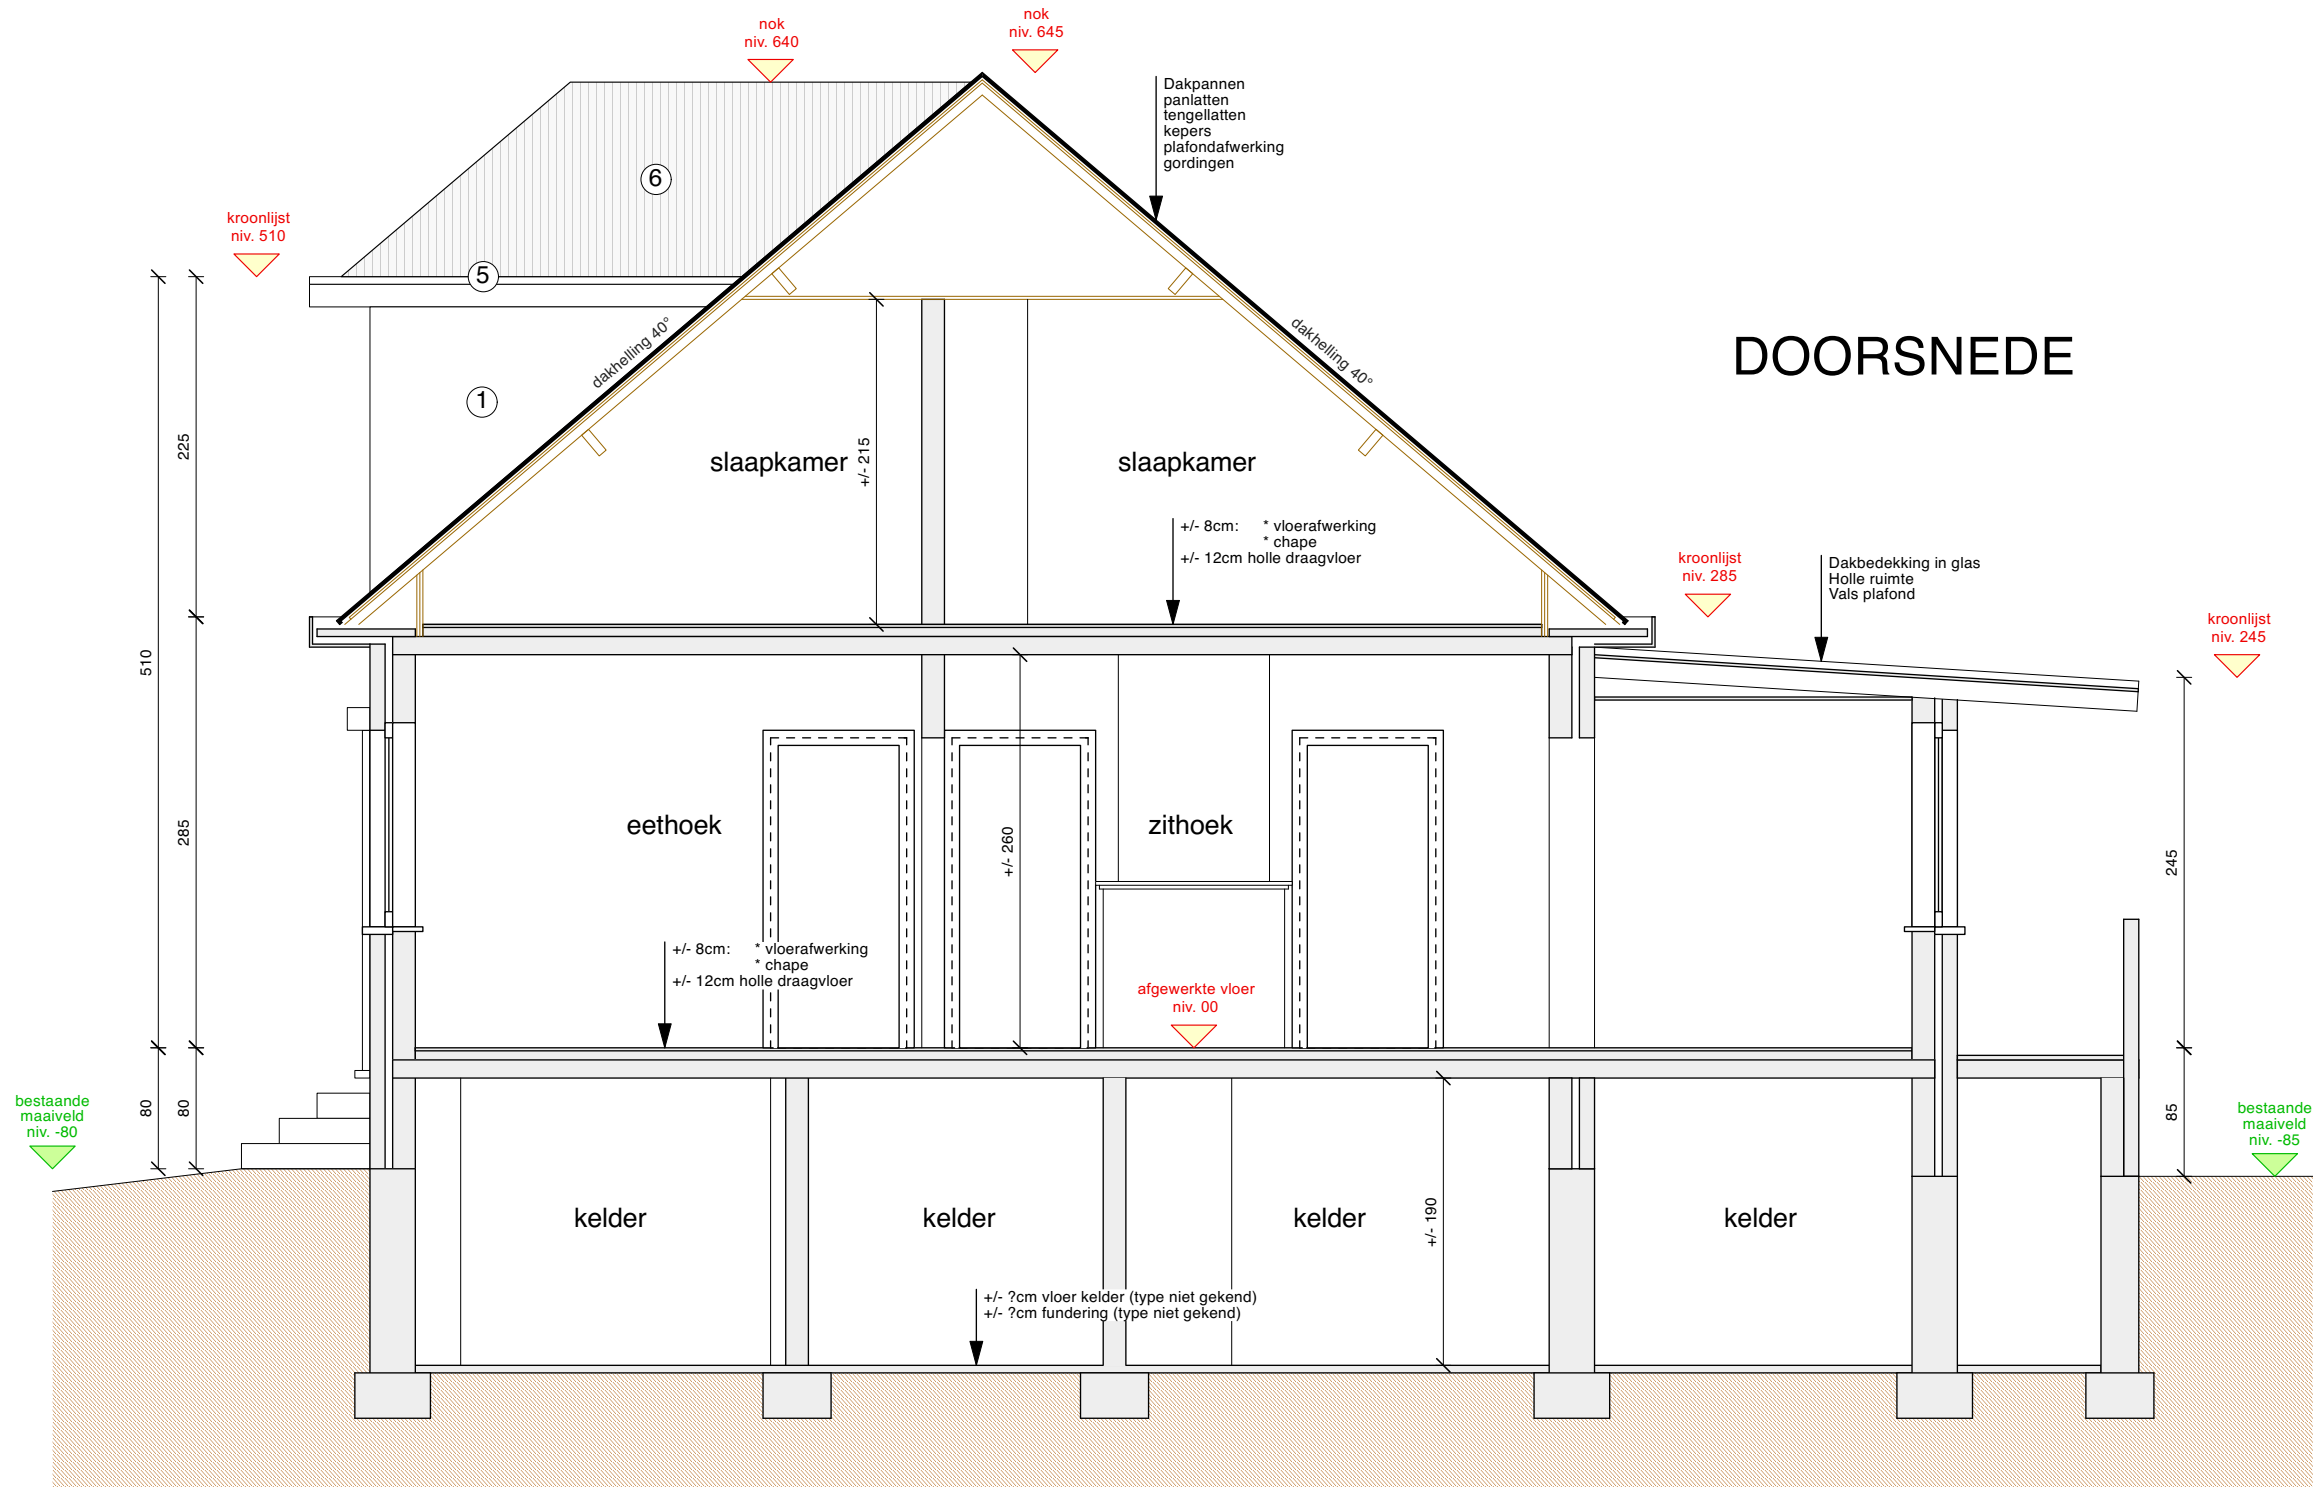 nok
niv. 640
nok
niv. 645
Dakpannen
panlatten
tengellatten
kepers
plafondafwerking
gordingen
6
kroonlijst
niv. 510
5
dakhelling 40°
dakhelling 40°
DOORSNEDE
1
225
slaapkamer
+/- 215
slaapkamer
+/- 8cm: * vloerafwerking
* chape
+/- 12cm holle draagvloer
kroonlijst
niv. 285
Dakbedekking in glas
Holle ruimte
Vals plafond
kroonlijst
niv. 245
510
285
eethoek
+/- 260
zithoek
245
+/- 8cm: * vloerafwerking
* chape
+/- 12cm holle draagvloer
afgewerkte vloer
niv. 00
bestaande
maaiveld
niv. -80
80
80
85
bestaande
maaiveld
niv. -85
kelder
kelder
kelder
+/- 190
kelder
+/- ?cm vloer kelder (type niet gekend)
+/- ?cm fundering (type niet gekend)